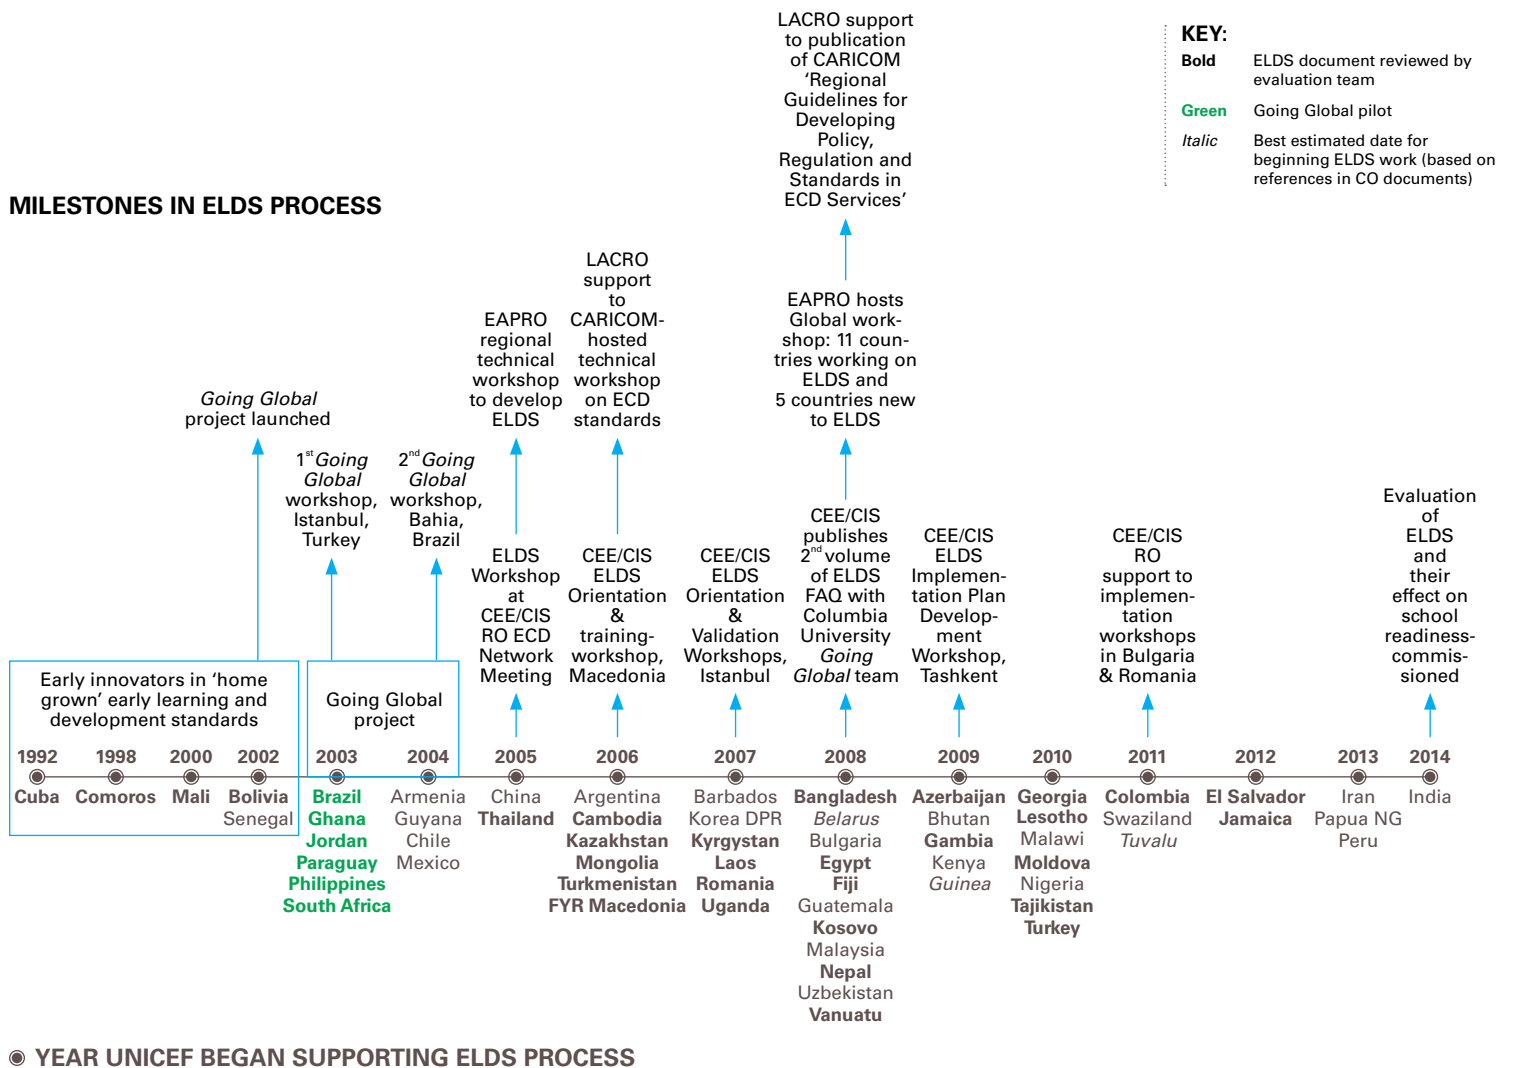 LACRO support
to publication
of CARICOM
‘Regional
Guidelines for
Developing
Policy,
Regulation and
Standards in
ECD Services’
KEY:
Bold ELDS document reviewed by
evaluation team
Green Going Global pilot
Italic Best estimated date for
beginning ELDS work (based on
references in CO documents)
MILESTONES IN ELDS PROCESS
Going Global
project launched
1st Going
Global
workshop,
Istanbul,
Turkey
2nd Going
Global
workshop,
Bahia,
Brazil
EAPRO
regional
technical
workshop
to develop
ELDS
LACRO
support
to
CARICOM-
hosted
technical
workshop
on ECD
standards
EAPRO hosts
Global work-
shop: 11 coun-
tries working on
ELDS and
5 countries new
to ELDS
ELDS
Workshop
at
CEE/CIS
RO ECD
Network
Meeting
CEE/CIS
ELDS
Orientation
&
training-
workshop,
Macedonia
CEE/CIS
ELDS
Orientation
&
Validation
Workshops,
Istanbul
CEE/CIS
publishes
2nd volume
of ELDS
FAQ with
Columbia
University
Going
Global team
CEE/CIS
ELDS
Implemen-
tation Plan
Develop-
ment
Workshop,
Tashkent
CEE/CIS
RO
support to
implemen-
tation
workshops
in Bulgaria
& Romania
Evaluation
of
ELDS
and
their
effect on
school
readiness-
commis-
sioned
Early innovators in ‘home
grown’ early learning and
development standards
Going Global
project
1992
Cuba
1998
Comoros
2000
Mali
2002
Bolivia
Senegal
2003
Brazil
Ghana
Jordan
Paraguay
Philippines
South Africa
2004
Armenia
Guyana
Chile
Mexico
2005
China
Thailand
2006
Argentina
Cambodia
Kazakhstan
Mongolia
Turkmenistan
FYR Macedonia
2007
Barbados
Korea DPR
Kyrgystan
Laos
Romania
Uganda
2008
Bangladesh
Belarus
Bulgaria
Egypt
Fiji
Guatemala
Kosovo
Malaysia
Nepal
Uzbekistan
Vanuatu
2009
Azerbaijan
Bhutan
Gambia
Kenya
Guinea
2010
Georgia
Lesotho
Malawi
Moldova
Nigeria
Tajikistan
Turkey
2011
Colombia
Swaziland
Tuvalu
2012
El Salvador
Jamaica
2013
Iran
Papua NG
Peru
2014
India
YEAR UNICEF BEGAN SUPPORTING ELDS PROCESS